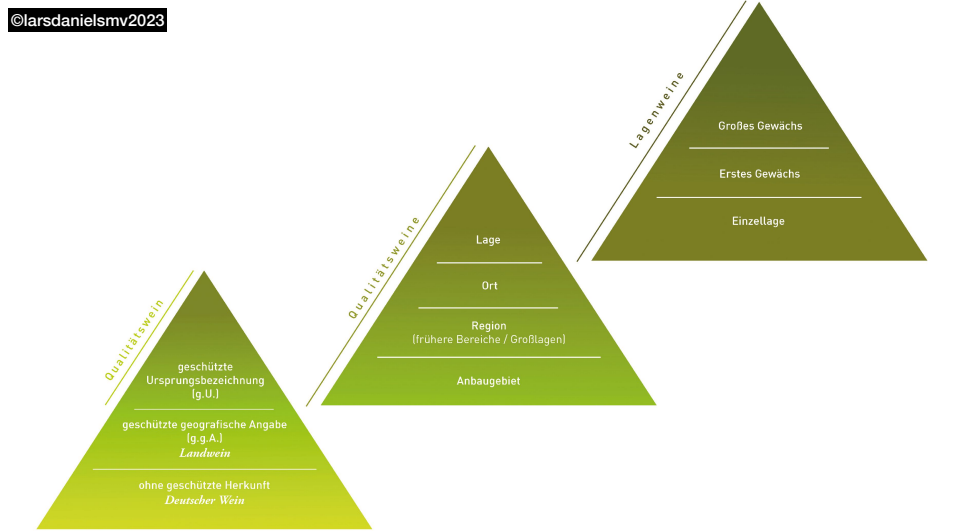 ©larsdanielsmv2023
Qualitätswein
geschützte
Ursprungsbezeichnung
(g.U.)
geschützte geografische Angabe
(g.g.A.)
Landwein
ohne geschützte Herkunft
Deutscher Wein
Qualitätsweine
Lage
Ort
Region
(frühere Bereiche / Großlagen)
Anbaugebiet
Lagenweine
Großes Gewächs
Erstes Gewächs
Einzellage